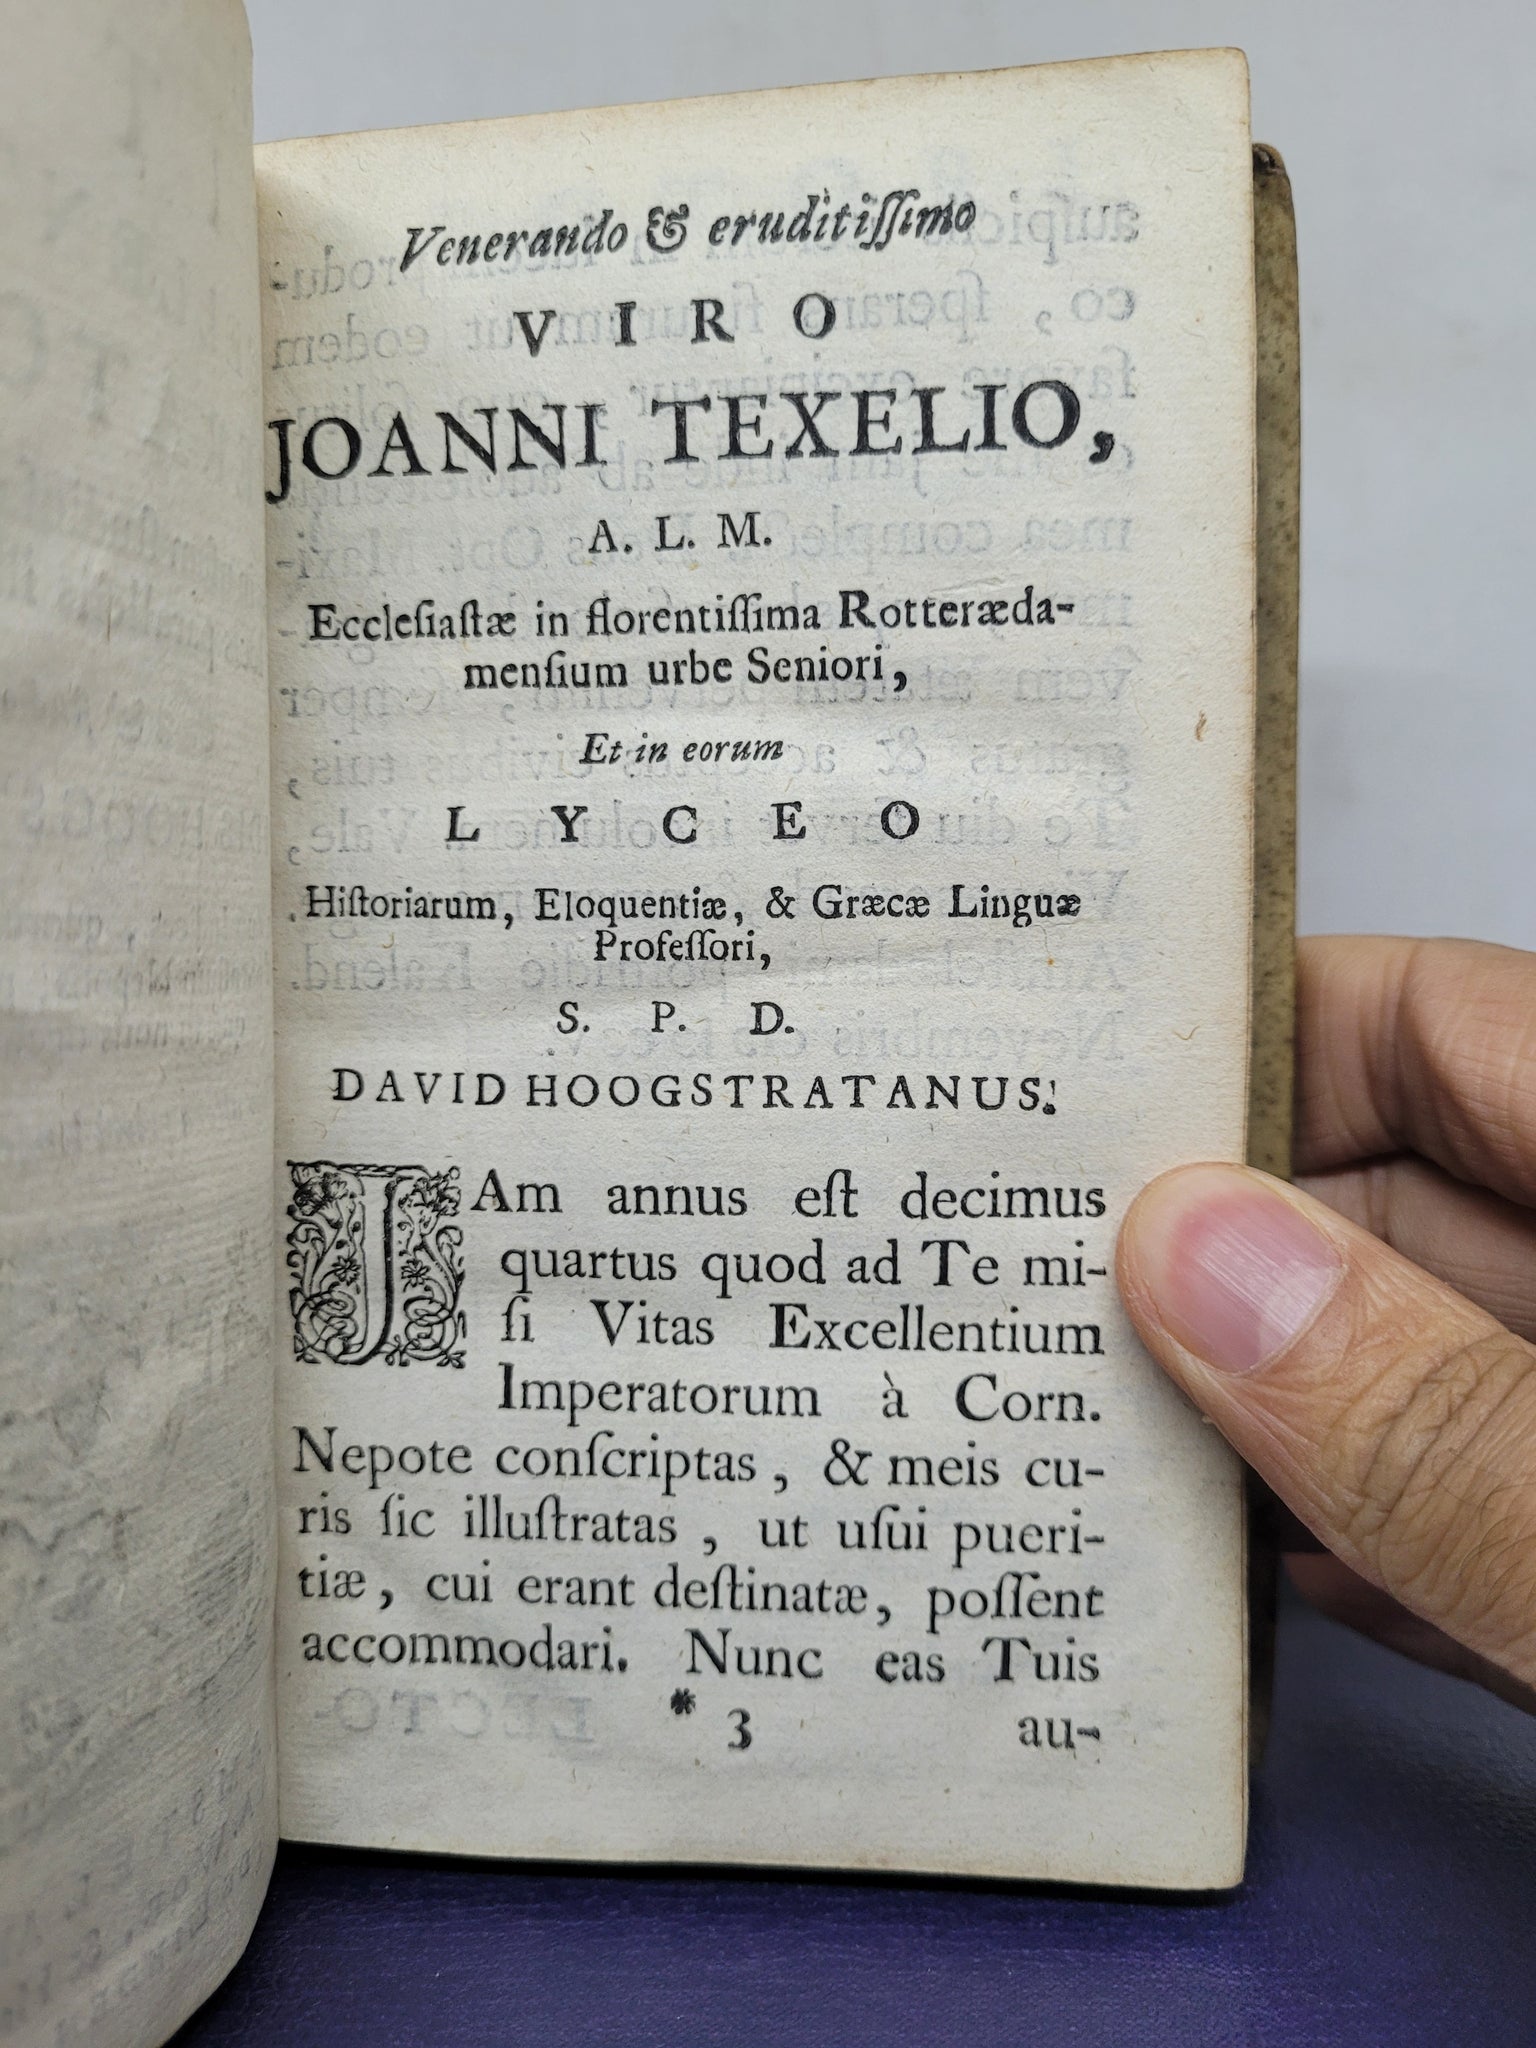 Venerando & eruditiſſimo
VIRO
JOANNI TEXELIO,
A. L. M.
Eccleſiaſtæ in florentiſſima Rotteræda-
menſium urbe Seniori,
Et in eorum
LYCEO
Hiſtoriarum, Eloquentiæ, & Græcæ Linguæ
Profeſſori,
S. P. D.
DAVID HOOGSTRATANUS.
JAm annus eſt decimus
quartus quod ad Te mi-
ſi Vitas Excellentium
Imperatorum à Corn.
Nepote conſcriptas, & meis cu-
ris ſic illuſtratas, ut uſui pueri-
tiæ, cui erant deſtinatæ, poſſent
accommodari. Nunc eas Tuis
* 3 au-